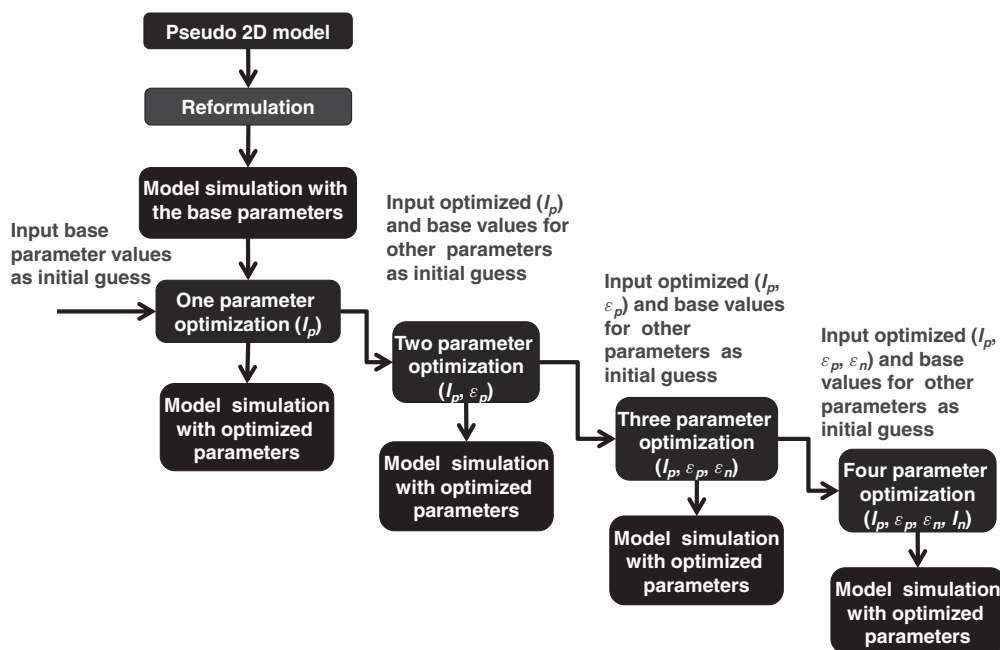 Pseudo 2D model
Reformulation
Model simulation with
the base parameters
Input base
parameter values
as initial guess
One parameter
optimization (lp)
Model simulation
with optimized
parameters
Input optimized (lp)
and base values for
other parameters
as initial guess
Two parameter
optimization
(lp, εp)
Model simulation
with optimized
parameters
Input optimized (lp,
εp) and base values
for other
parameters as
initial guess
Three parameter
optimization
(lp, εp, εn)
Model simulation
with optimized
parameters
Input optimized (lp,
εp, εn) and base
values for other
parameters as
initial guess
Four parameter
optimization
(lp, εp, εn, ln)
Model simulation
with optimized
parameters